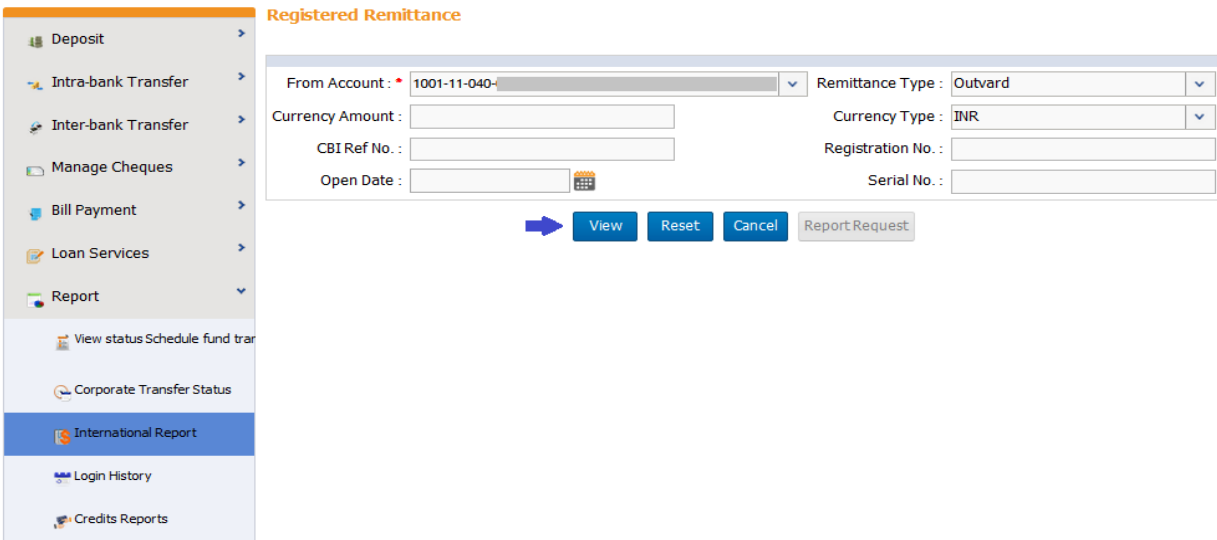 Registered Remittance
Deposit
Intra-bank Transfer
Inter-bank Transfer
Manage Cheques
Bill Payment
Loan Services
Report
View status Schedule fund tran
Corporate Transfer Status
International Report
Login History
Credits Reports
From Account : * 1001-11-040- Remittance Type : Outvard
Currency Amount : Currency Type : INR
CBI Ref No. : Registration No. :
Open Date : Serial No. :
View Reset Cancel Report Request